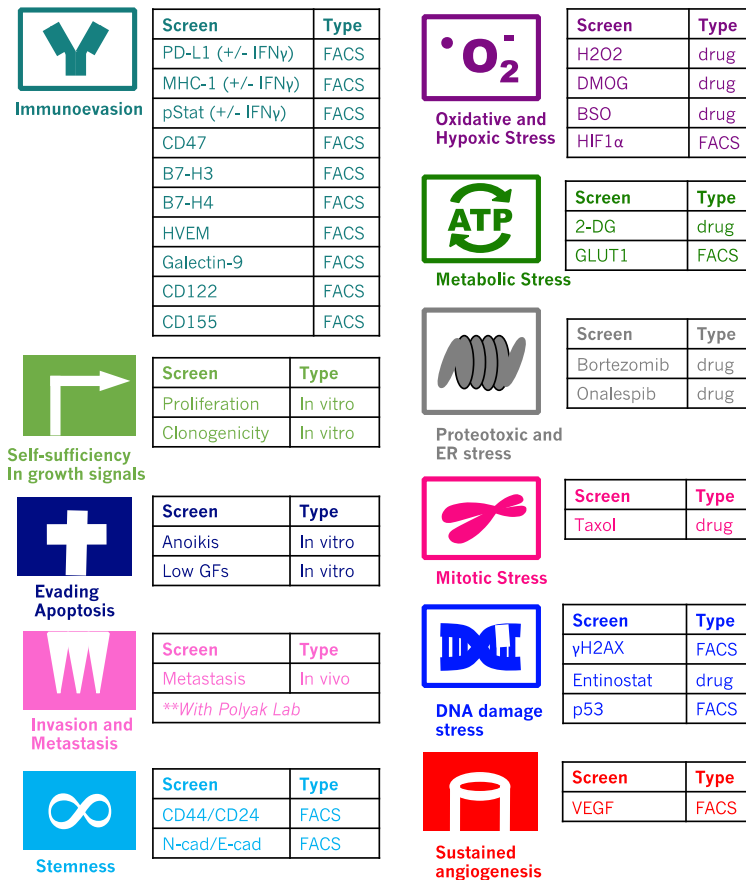 Immunoevasion
Screen Type
PD-L1 (+/- IFNγ) FACS
MHC-1 (+/- IFNγ) FACS
pStat (+/- IFNγ) FACS
CD47 FACS
B7-H3 FACS
B7-H4 FACS
HVEM FACS
Galectin-9 FACS
CD122 FACS
CD155 FACS
Self-sufficiency
In growth signals
Screen Type
Proliferation In vitro
Clonogenicity In vitro
Evading
Apoptosis
Screen Type
Anoikis In vitro
Low GFs In vitro
Invasion and
Metastasis
Screen Type
Metastasis In vivo
**With Polyak Lab
Stemness
Screen Type
CD44/CD24 FACS
N-cad/E-cad FACS
•O2-
Oxidative and
Hypoxic Stress
Screen Type
H2O2 drug
DMOG drug
BSO drug
HIF1α FACS
ATP
Metabolic Stress
Screen Type
2-DG drug
GLUT1 FACS
Proteotoxic and
ER stress
Screen Type
Bortezomib drug
Onalespib drug
Mitotic Stress
Screen Type
Taxol drug
DNA damage
stress
Screen Type
γH2AX FACS
Entinostat drug
p53 FACS
Sustained
angiogenesis
Screen Type
VEGF FACS